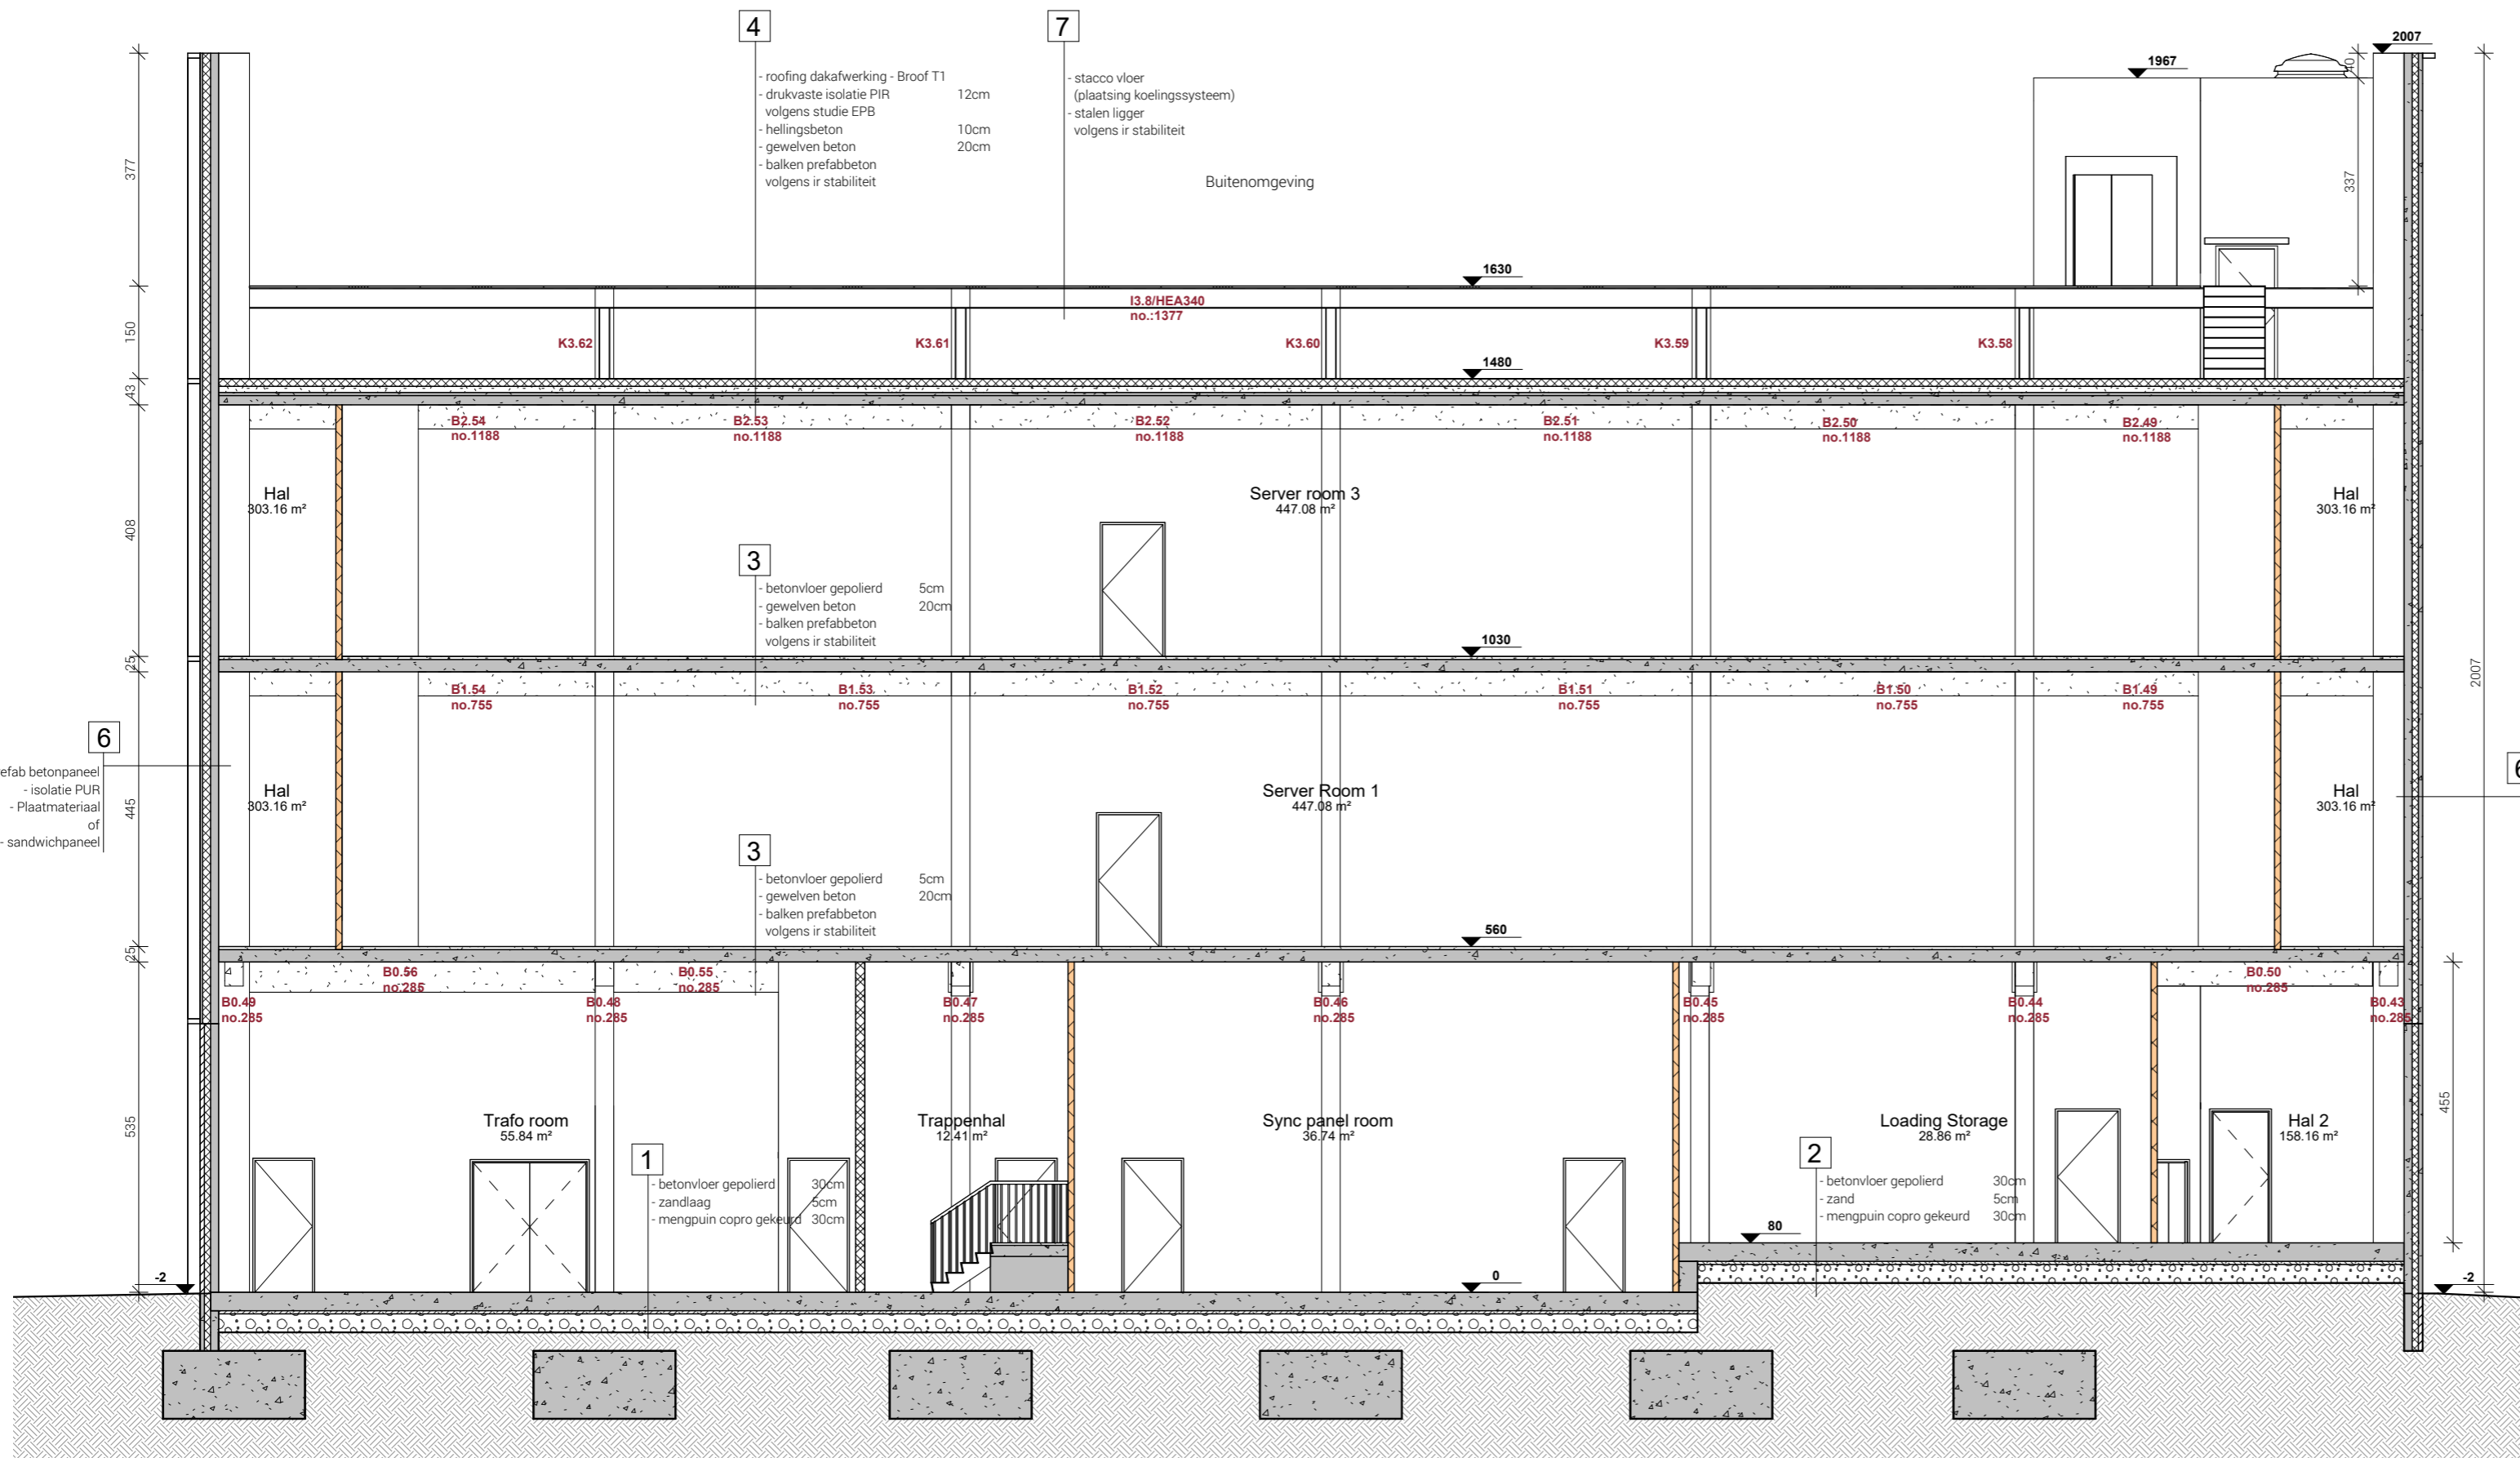 4
7
- roofing dakafwerking - Broof T1
- drukvaste isolatie PIR 12cm
volgens studie EPB
- hellingsbeton 10cm
- gewelven beton 20cm
- balken prefabbeton
volgens ir stabiliteit
- stacco vloer
(plaatsing koelingssysteem)
- stalen ligger
volgens ir stabiliteit
Buitenomgeving
2007
1967
40
337
377
1630
I3.8/HEA340
no.:1377
150
K3.62
K3.61
K3.60
K3.59
K3.58
1480
43
B2.54
no.1188
B2.53
no.1188
B2.52
no.1188
B2.51
no.1188
B2.50
no.1188
B2.49
no.1188
Hal
303.16 m²
Server room 3
447.08 m²
Hal
303.16 m²
408
3
- betonvloer gepolierd 5cm
- gewelven beton 20cm
- balken prefabbeton
volgens ir stabiliteit
1030
25
2007
B1.54
no.755
B1.53
no.755
B1.52
no.755
B1.51
no.755
B1.50
no.755
B1.49
no.755
6
efab betonpaneel
- isolatie PUR
- Plaatmateriaal
of
- sandwichpaneel
445
Hal
303.16 m²
Server Room 1
447.08 m²
Hal
303.16 m²
3
- betonvloer gepolierd 5cm
- gewelven beton 20cm
- balken prefabbeton
volgens ir stabiliteit
560
25
B0.56
no.285
B0.55
no.285
B0.50
no.285
B0.49
no.285
B0.48
no.285
B0.47
no.285
B0.46
no.285
B0.45
no.285
B0.44
no.285
B0.43
no.285
535
455
Trafo room
55.84 m²
Trappenhal
12.41 m²
Sync panel room
36.74 m²
Loading Storage
28.86 m²
Hal 2
158.16 m²
1
- betonvloer gepolierd 30cm
- zandlaag 5cm
- mengpuin copro gekeurd 30cm
2
- betonvloer gepolierd 30cm
- zand 5cm
- mengpuin copro gekeurd 30cm
80
0
-2
-2